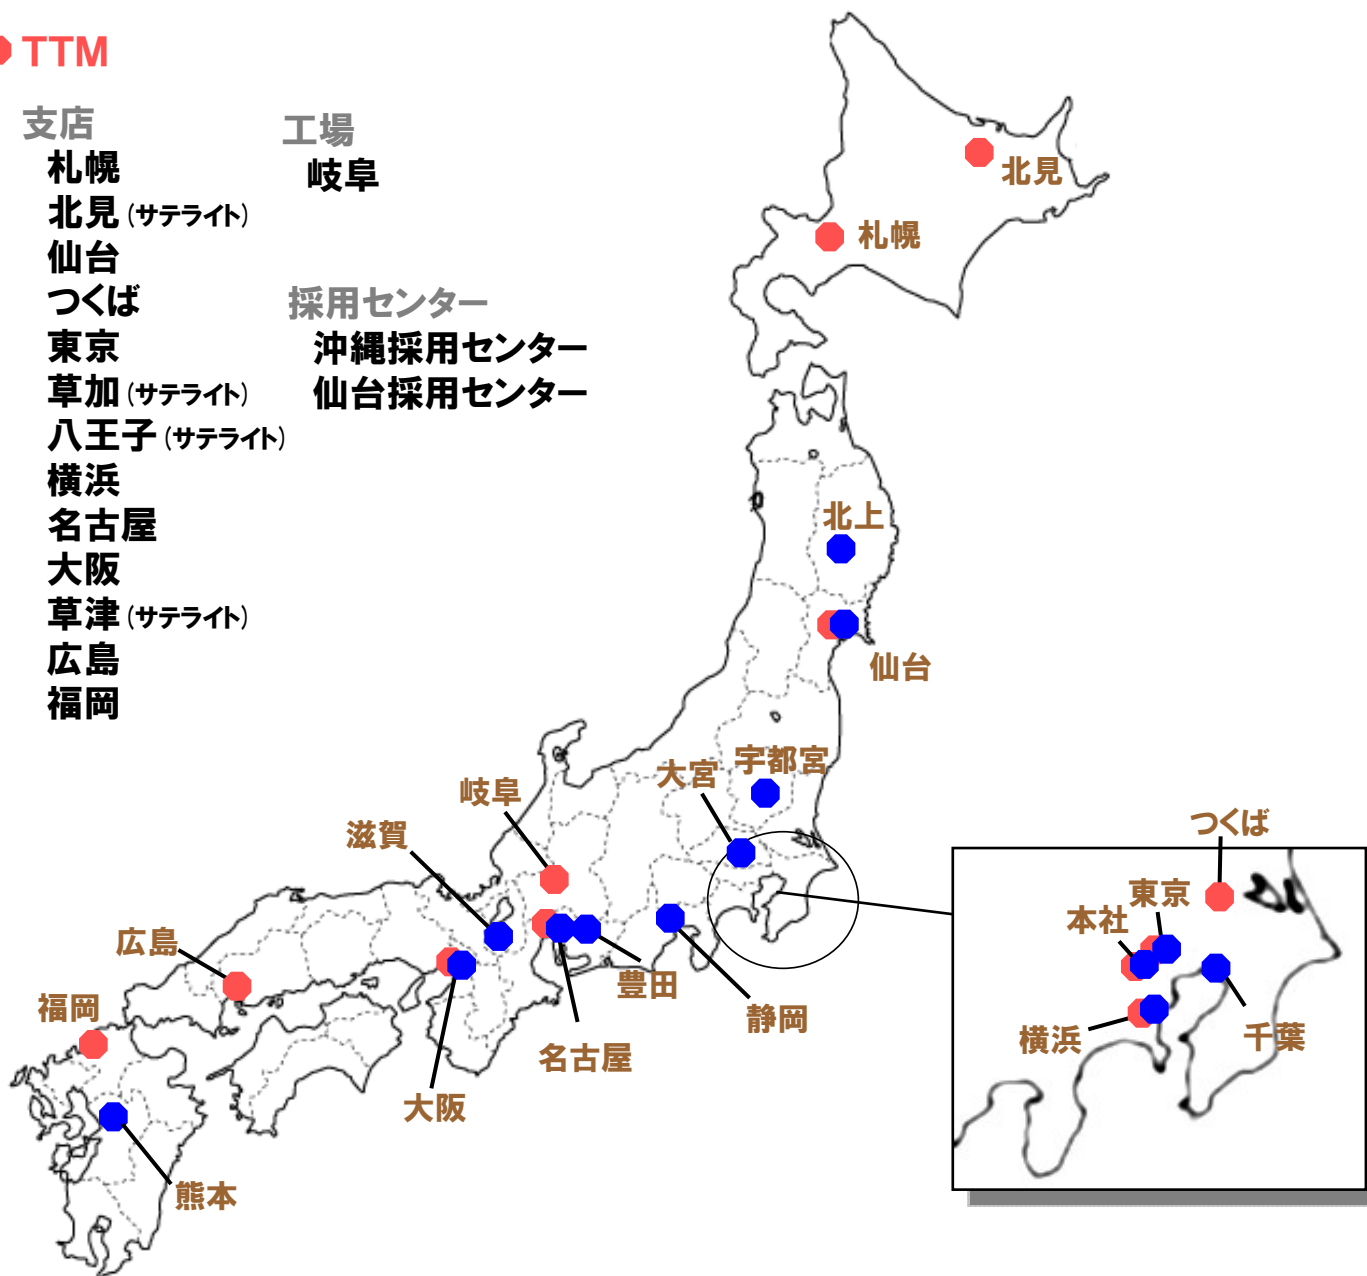 TTM
支店
札幌
北見(サテライト)
仙台
つくば
東京
草加(サテライト)
八王子(サテライト)
横浜
名古屋
大阪
草津(サテライト)
広島
福岡
工場
岐阜
採用センター
沖縄採用センター
仙台採用センター
北見
札幌
北上
仙台
宇都宮
大宮
岐阜
滋賀
広島
福岡
豊田
静岡
名古屋
大阪
熊本
つくば
東京
本社
横浜
千葉